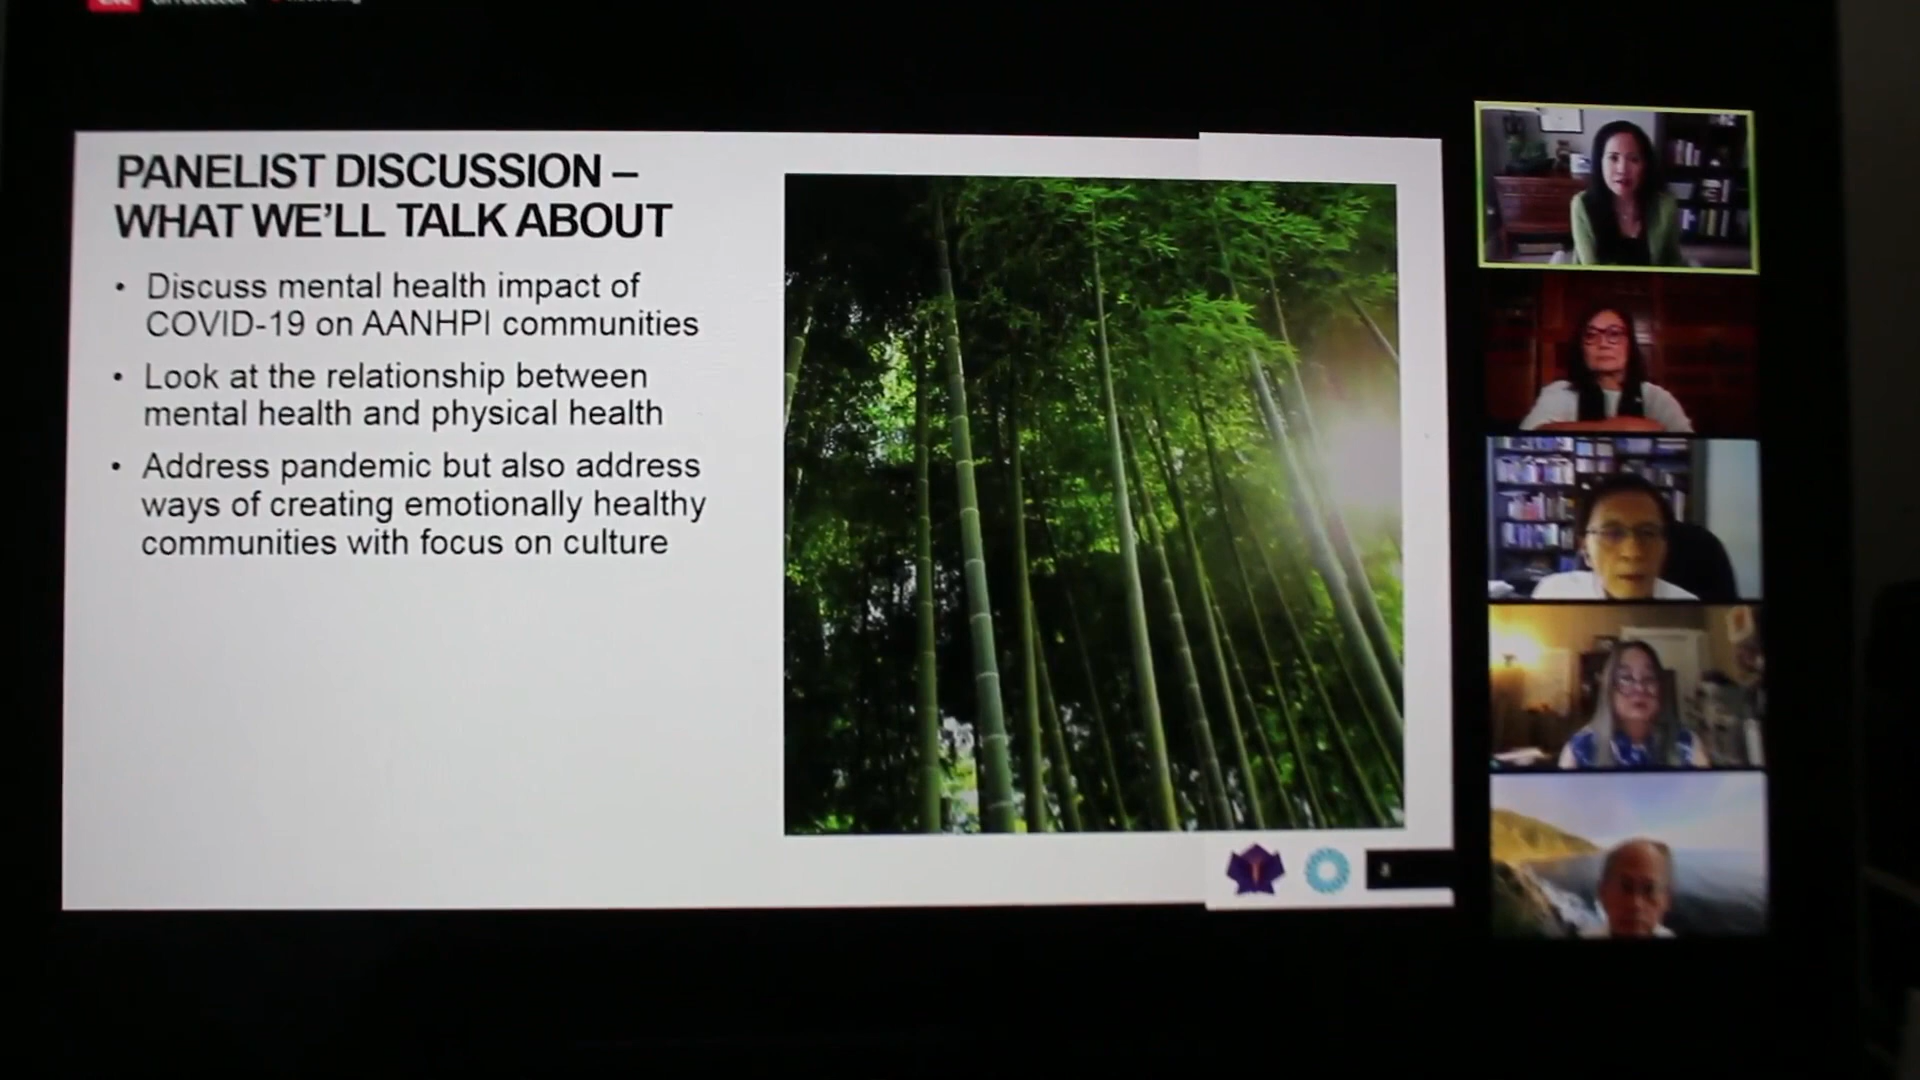 PANELIST DISCUSSION –
WHAT WE'LL TALK ABOUT
• Discuss mental health impact of
COVID-19 on AANHPI communities
• Look at the relationship between
mental health and physical health
• Address pandemic but also address
ways of creating emotionally healthy
communities with focus on culture